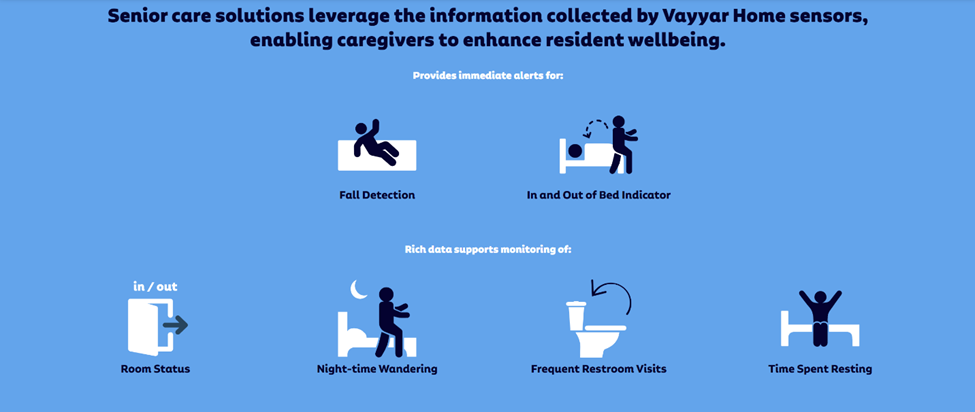 Senior care solutions leverage the information collected by Vayyar Home sensors,
enabling caregivers to enhance resident wellbeing.
Provides immediate alerts for:
Fall Detection
In and Out of Bed Indicator
Rich data supports monitoring of:
in / out
Room Status
Night-time Wandering
Frequent Restroom Visits
Time Spent Resting